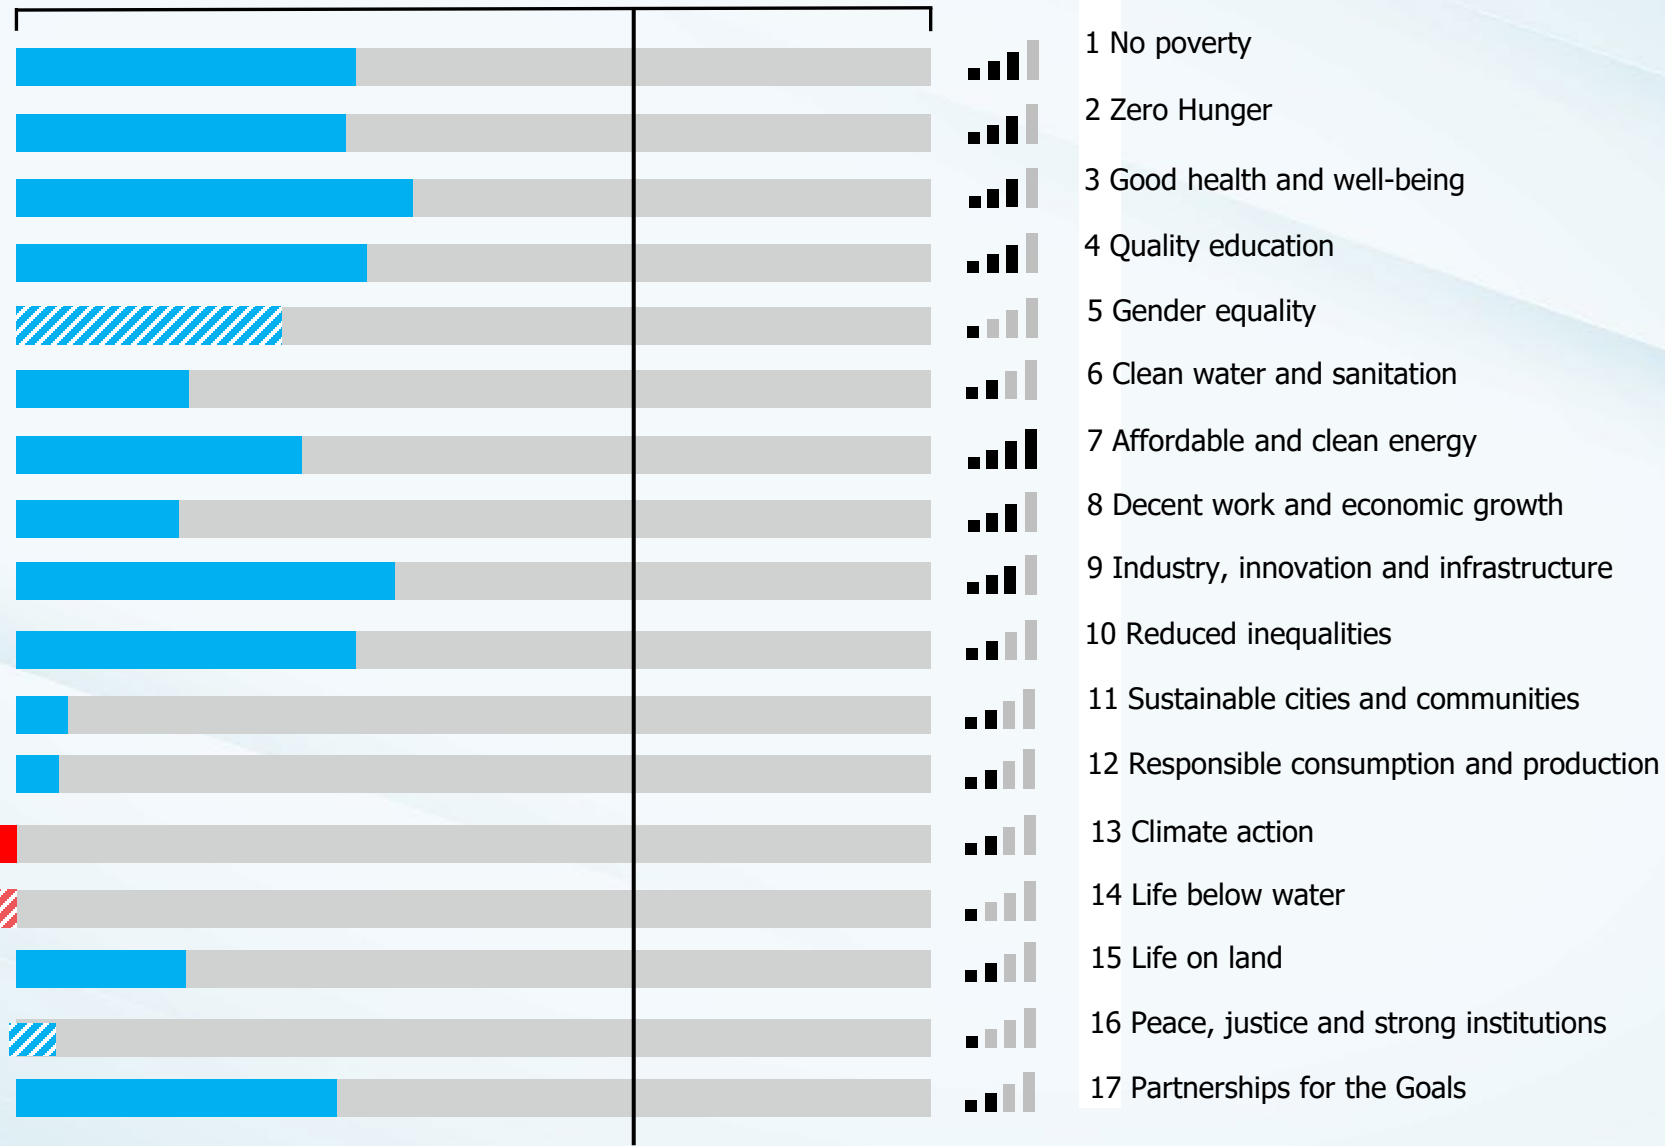 1 No poverty
2 Zero Hunger
3 Good health and well-being
4 Quality education
5 Gender equality
6 Clean water and sanitation
7 Affordable and clean energy
8 Decent work and economic growth
9 Industry, innovation and infrastructure
10 Reduced inequalities
11 Sustainable cities and communities
12 Responsible consumption and production
13 Climate action
14 Life below water
15 Life on land
16 Peace, justice and strong institutions
17 Partnerships for the Goals